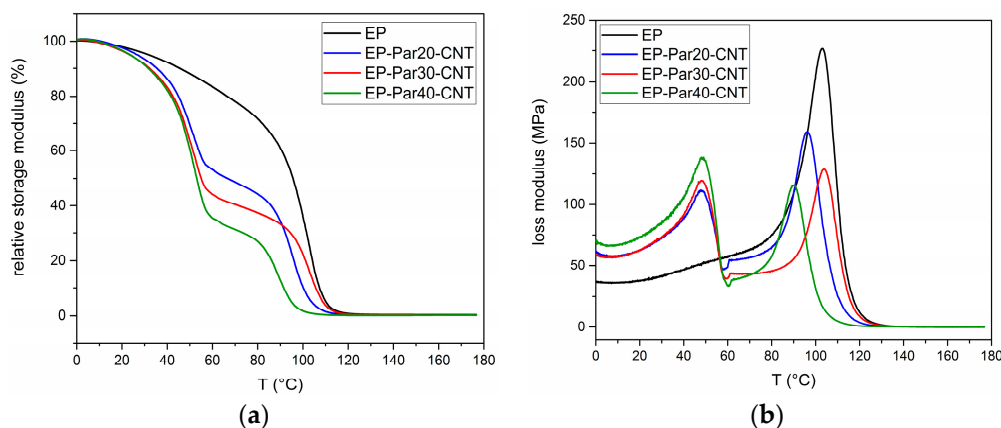 relative storage modulus (%)
100
80
60
40
20
0
EP
EP-Par20-CNT
EP-Par30-CNT
EP-Par40-CNT
0 20 40 60 80 100 120 140 160 180
T (°C)
(a)
loss modulus (MPa)
250
200
150
100
50
0
EP
EP-Par20-CNT
EP-Par30-CNT
EP-Par40-CNT
0 20 40 60 80 100 120 140 160 180
T (°C)
(b)